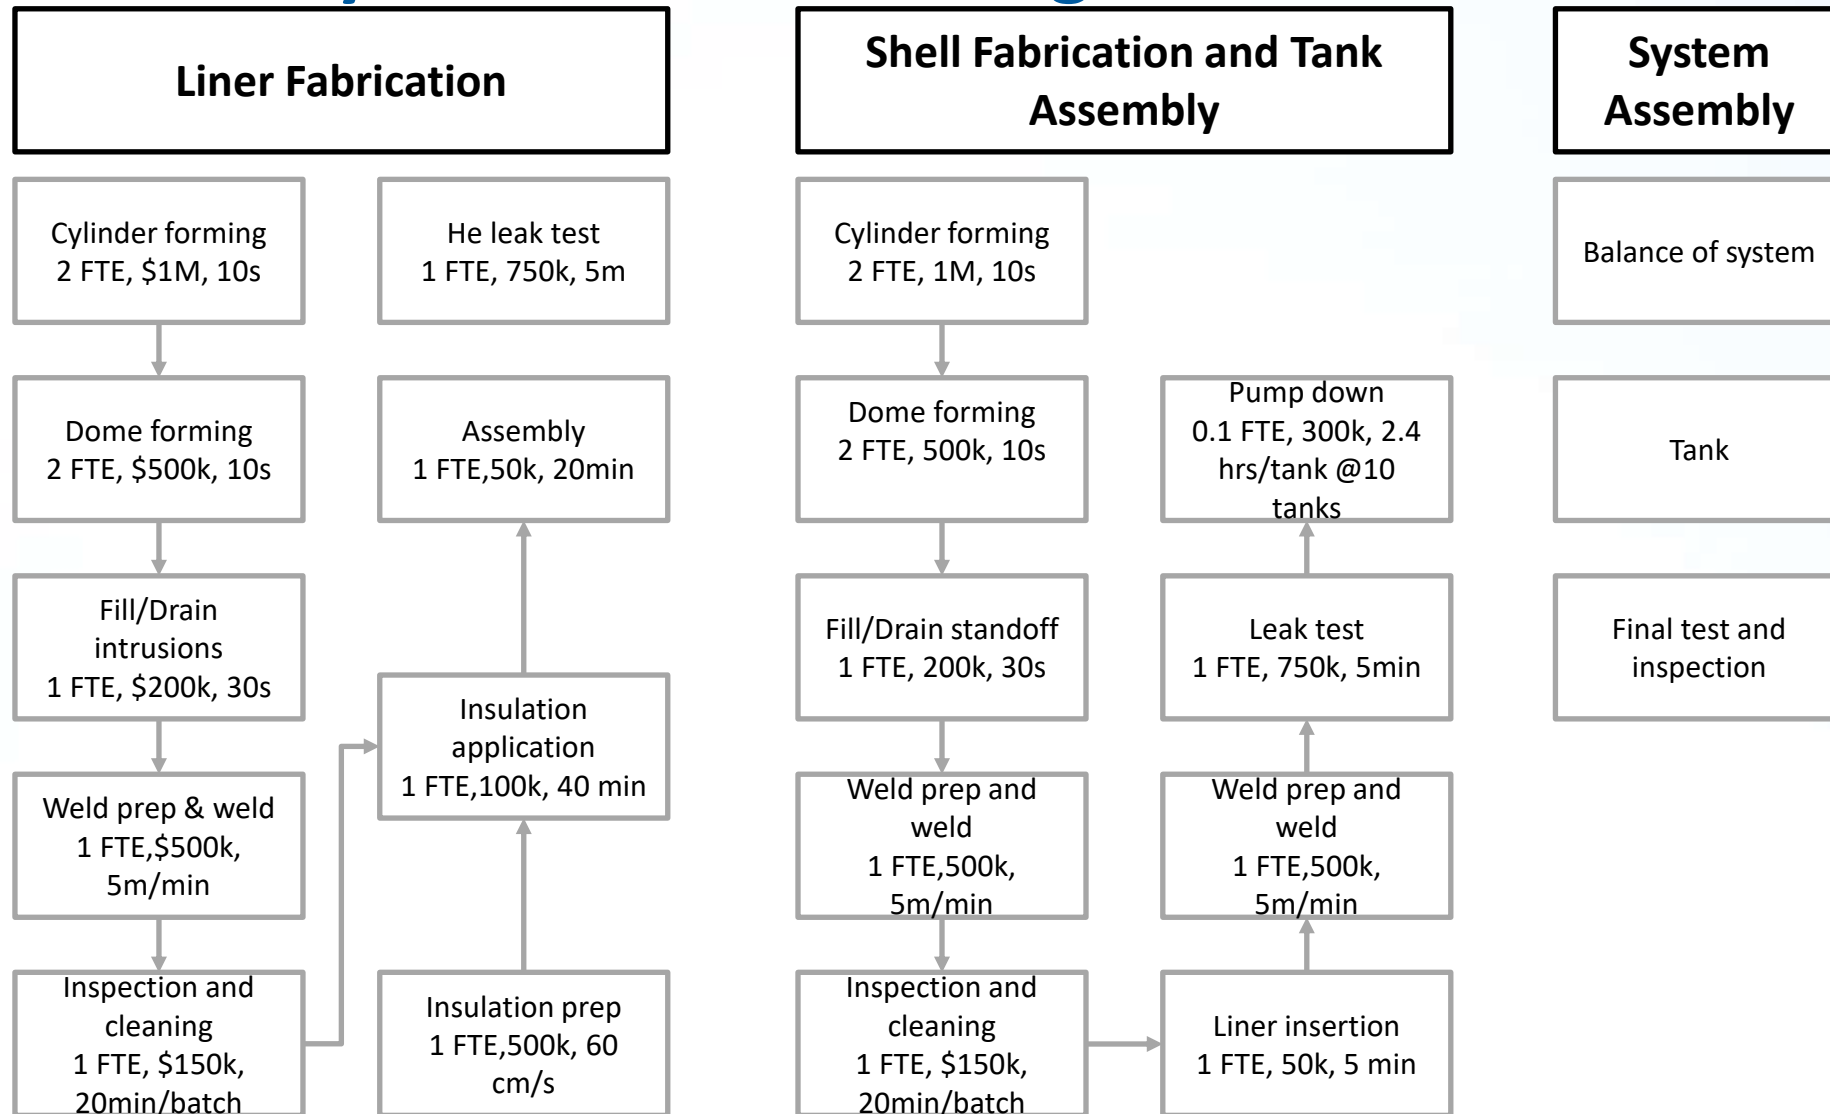 Liner Fabrication
Cylinder forming
2 FTE, $1M, 10s
Dome forming
2 FTE, $500k, 10s
Fill/Drain
intrusions
1 FTE, $200k, 30s
Weld prep & weld
1 FTE,$500k,
5m/min
Inspection and
cleaning
1 FTE, $150k,
20min/batch
He leak test
1 FTE, 750k, 5m
Assembly
1 FTE,50k, 20min
Insulation
application
1 FTE,100k, 40 min
Insulation prep
1 FTE,500k, 60
cm/s
Shell Fabrication and Tank
Assembly
Cylinder forming
2 FTE, 1M, 10s
Dome forming
2 FTE, 500k, 10s
Fill/Drain standoff
1 FTE, 200k, 30s
Weld prep and
weld
1 FTE,500k,
5m/min
Inspection and
cleaning
1 FTE, $150k,
20min/batch
Pump down
0.1 FTE, 300k, 2.4
hrs/tank @10
tanks
Leak test
1 FTE, 750k, 5min
Weld prep and
weld
1 FTE,500k,
5m/min
Liner insertion
1 FTE, 50k, 5 min
System
Assembly
Balance of system
Tank
Final test and
inspection